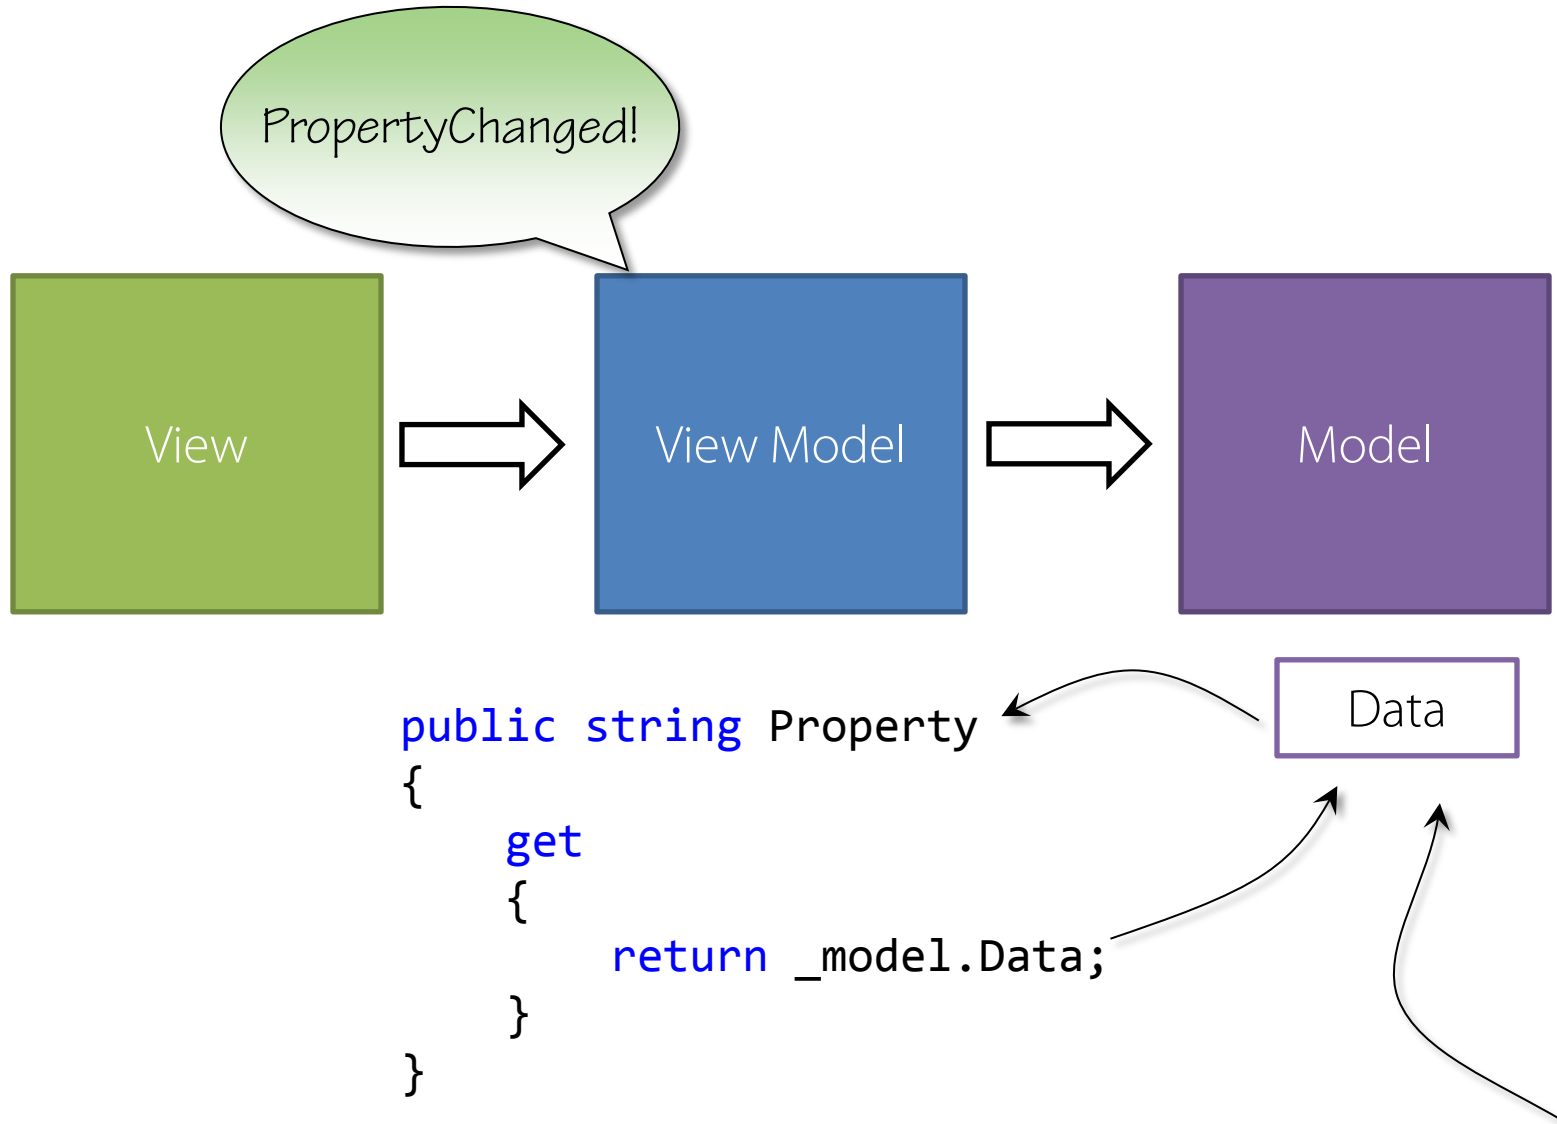 PropertyChanged!
View
View Model
Model
Data
public string Property
{
get
{
return _model.Data;
}
}